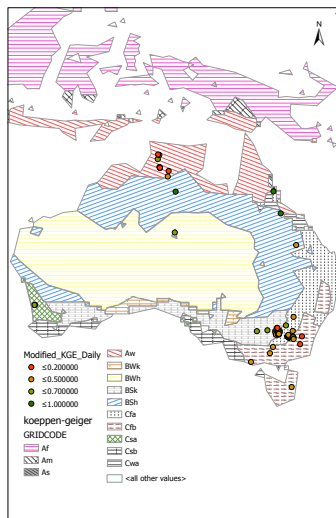 N
Modified_KGE_Daily
≤0.200000
≤0.500000
≤0.700000
≤1.000000
koeppen-geiger
GRIDCODE
Af
Am
As
Aw
BWk
BWh
BSk
BSh
Cfa
Cfb
Csa
Csb
Cwa
<all other values>